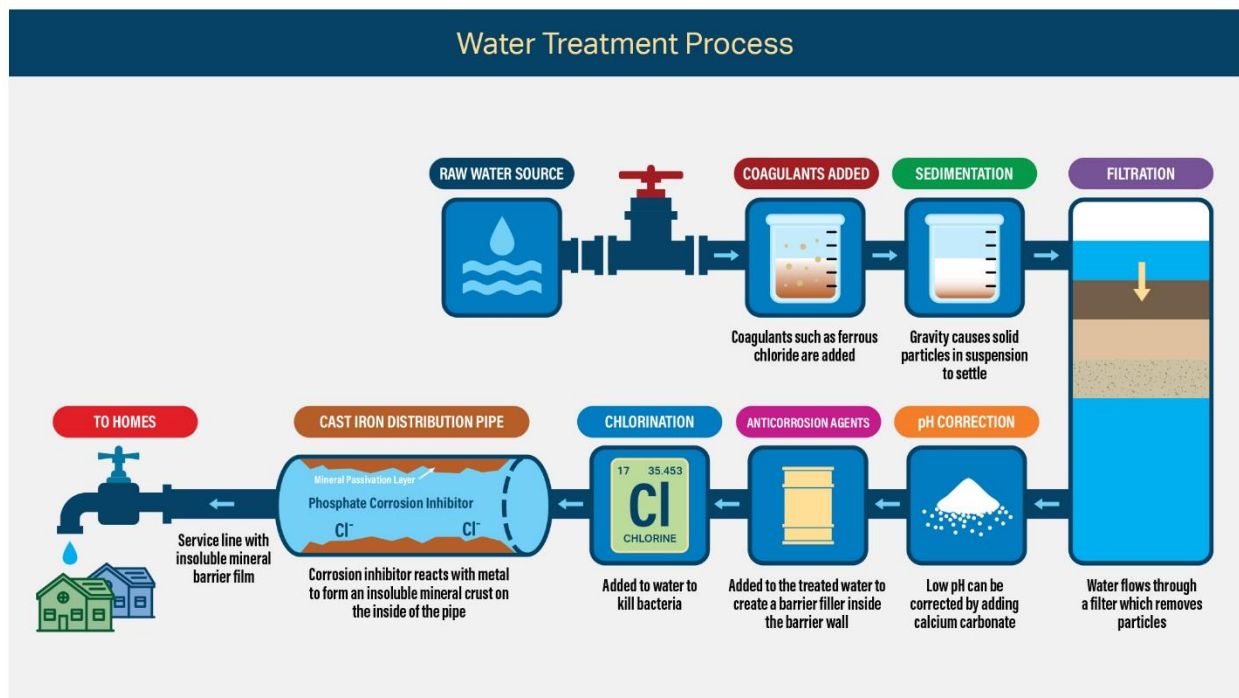 Water Treatment Process
RAW WATER SOURCE
COAGULANTS ADDED
Coagulants such as ferrous
chloride are added
SEDIMENTATION
Gravity causes solid
particles in suspension
to settle
FILTRATION
Water flows through
a filter which removes
particles
pH CORRECTION
Low pH can be
corrected by adding
calcium carbonate
ANTICORROSION AGENTS
Added to the treated water to
create a barrier filler inside
the barrier wall
CHLORINATION
17 35.453
Cl
CHLORINE
Added to water to
kill bacteria
CAST IRON DISTRIBUTION PIPE
Mineral Passivation Layer
Phosphate Corrosion Inhibitor
Cl⁻ Cl⁻
Corrosion inhibitor reacts with metal
to form an insoluble mineral crust on
the inside of the pipe
TO HOMES
Service line with
insoluble mineral
barrier film